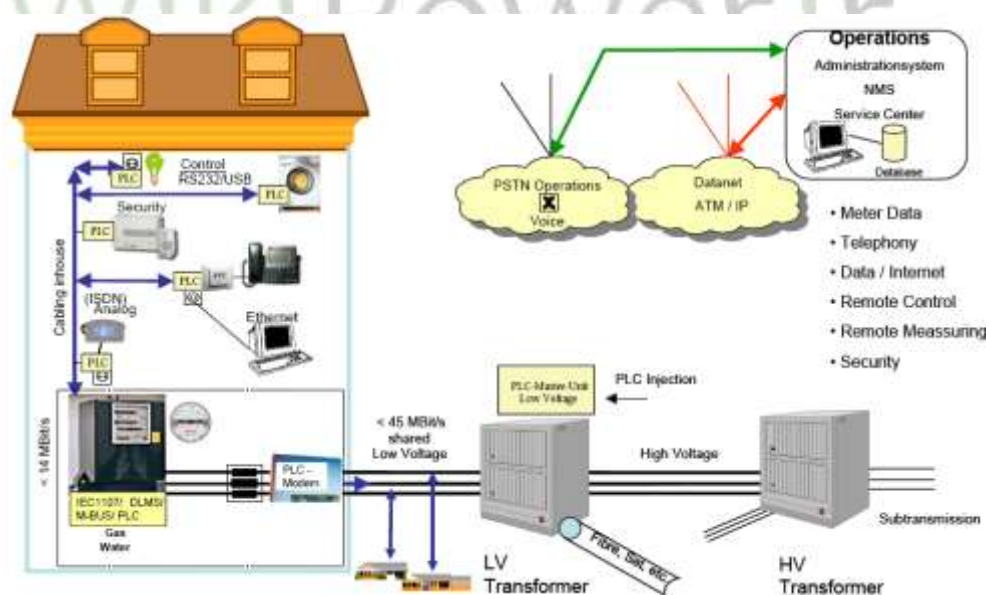 Operations
Administrationsystem
NMS
Service Center
Database
PSTN Operations
Voice
Datanet
ATM / IP
• Meter Data
• Telephony
• Data / Internet
• Remote Control
• Remote Meassuring
• Security
Control
RS232/USB
PLC
PLC
Security
PLC
PLC
Cabling inhouse
(ISDN)
Analog
Ethernet
PLC
< 14 MBit/s
IEC1107/ DLMS/
M-BUS/ PLC
Gas
Water
PLC –
Modem
< 45 MBit/s
shared
Low Voltage
PLC-Master-Unit
Low Voltage
PLC Injection
High Voltage
Subtransmission
Fibre, Sat, etc.
LV
Transformer
HV
Transformer